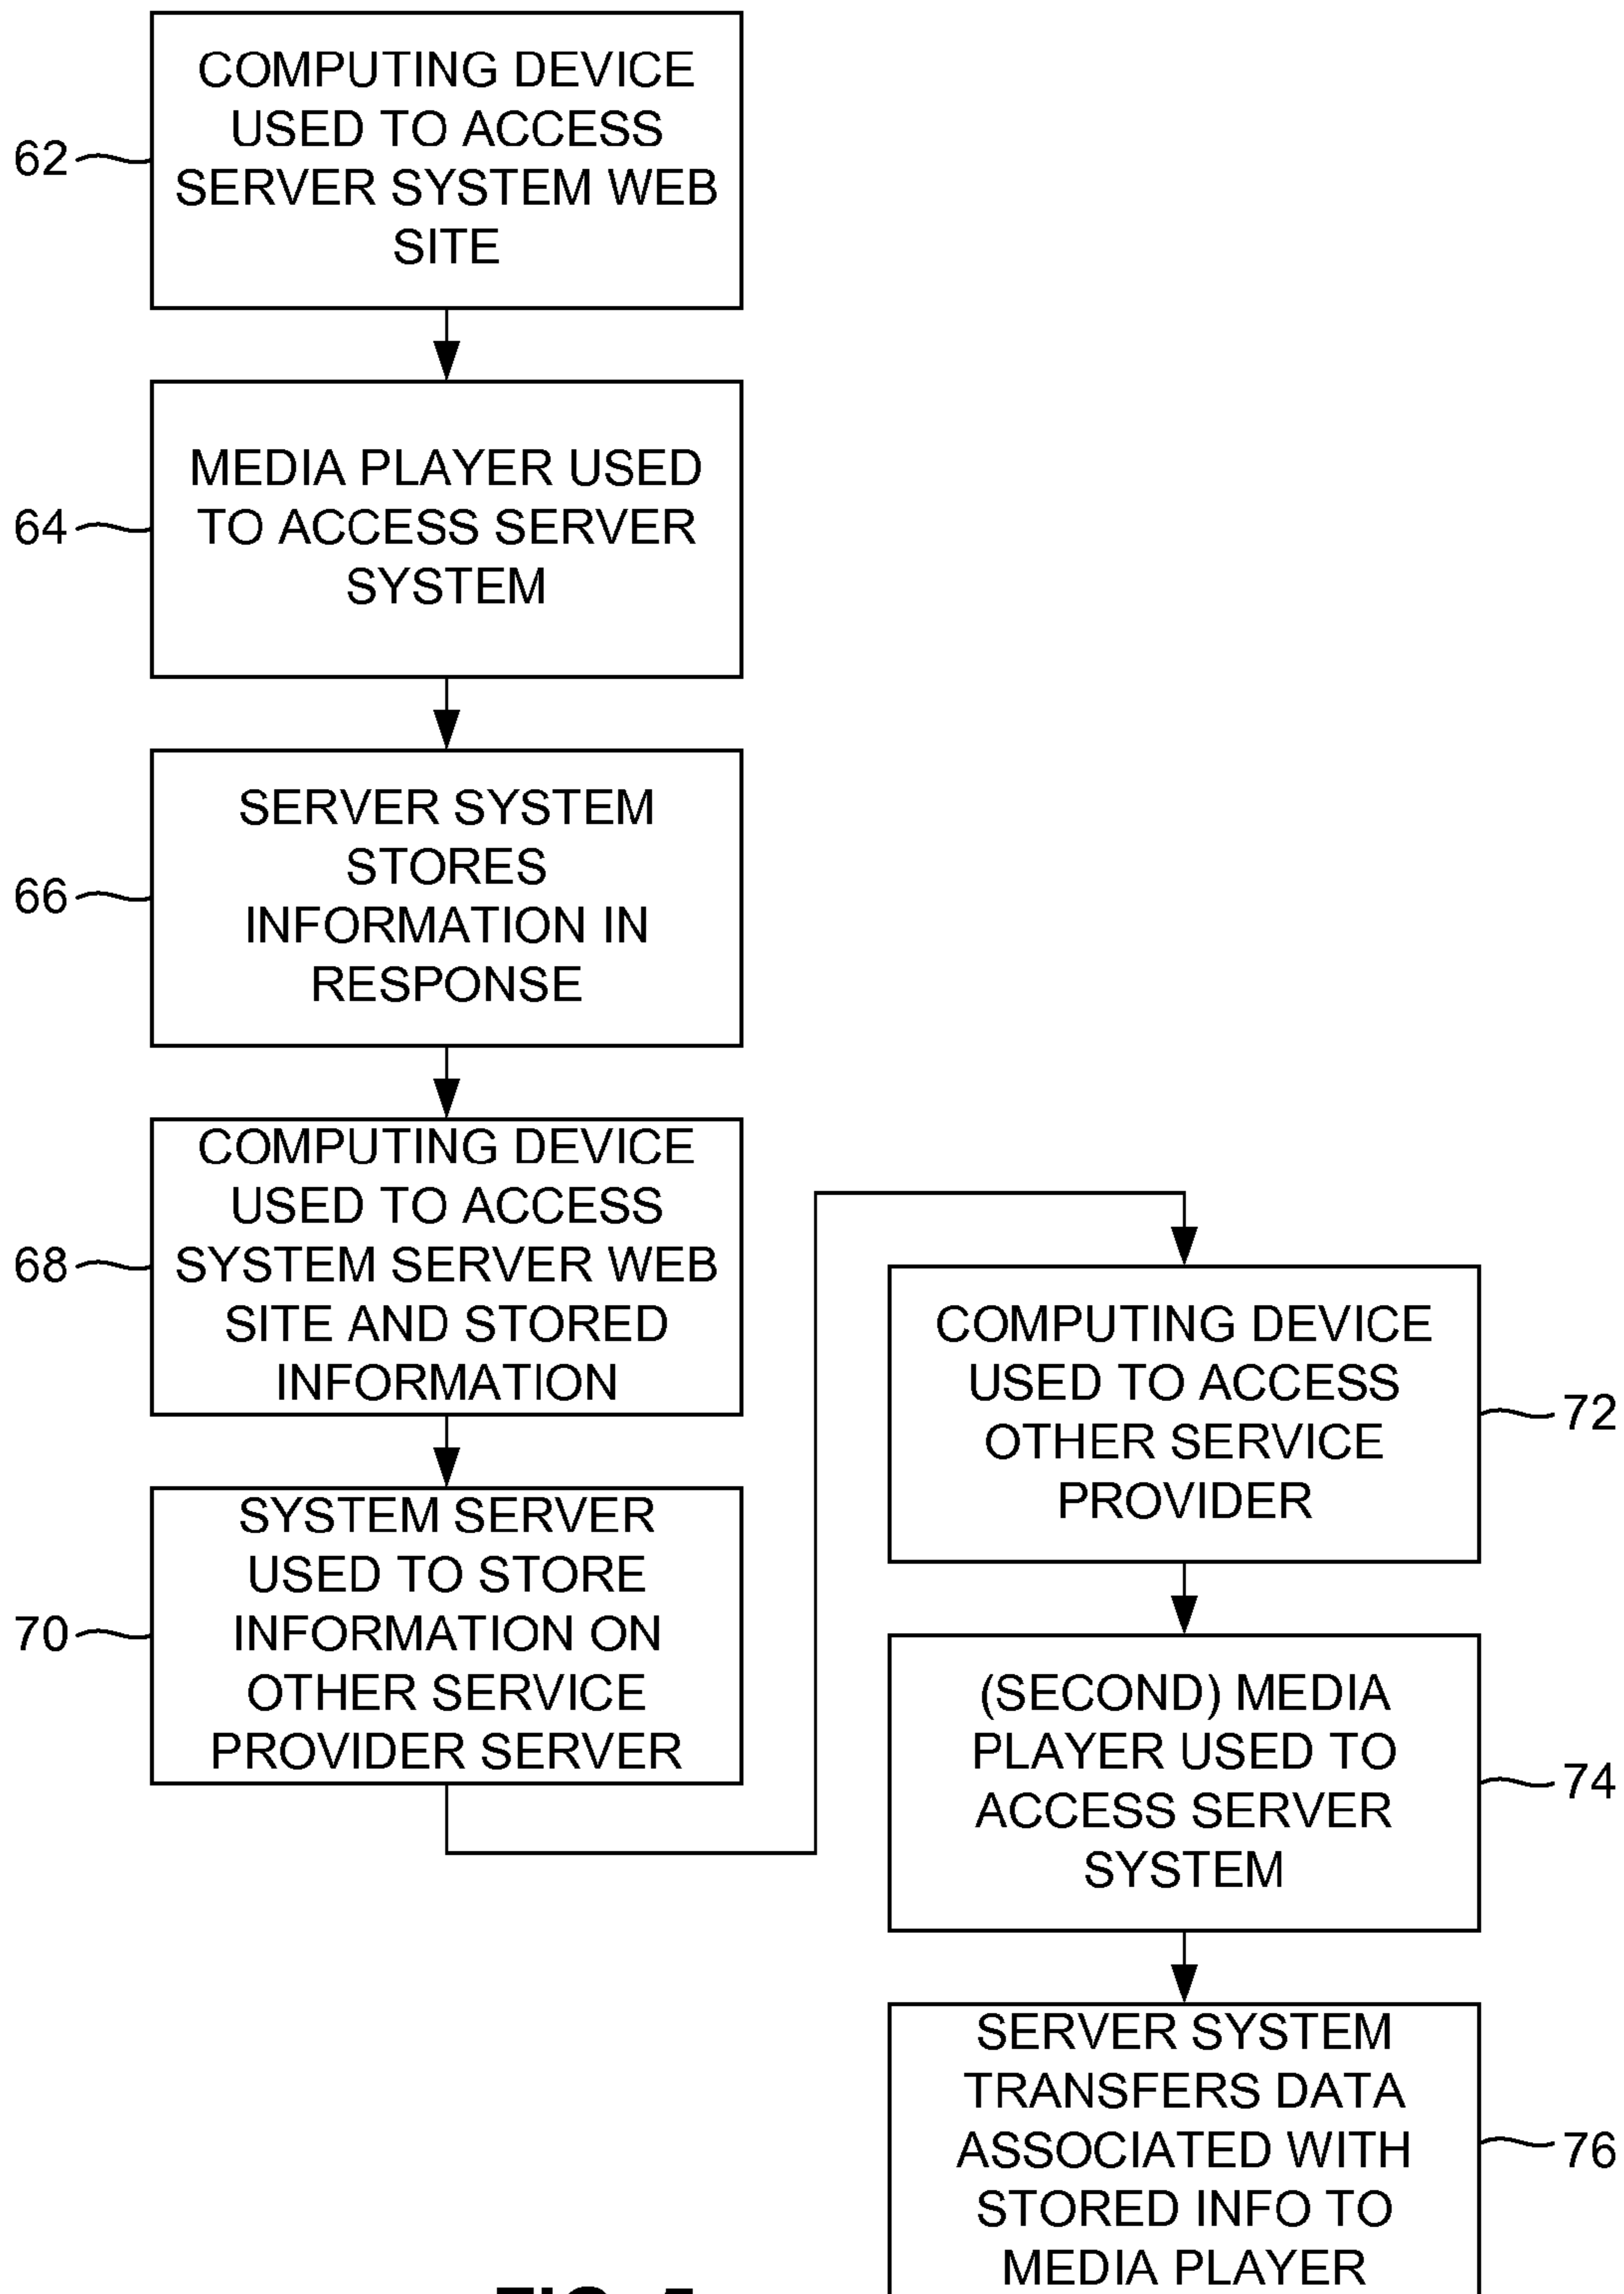 COMPUTING DEVICE
USED TO ACCESS
SERVER SYSTEM WEB
SITE
62
MEDIA PLAYER USED
TO ACCESS SERVER
SYSTEM
64
SERVER SYSTEM
STORES
INFORMATION IN
RESPONSE
66
COMPUTING DEVICE
USED TO ACCESS
SYSTEM SERVER WEB
SITE AND STORED
INFORMATION
68
SYSTEM SERVER
USED TO STORE
INFORMATION ON
OTHER SERVICE
PROVIDER SERVER
70
COMPUTING DEVICE
USED TO ACCESS
OTHER SERVICE
PROVIDER
72
(SECOND) MEDIA
PLAYER USED TO
ACCESS SERVER
SYSTEM
74
SERVER SYSTEM
TRANSFERS DATA
ASSOCIATED WITH
STORED INFO TO
MEDIA PLAYER
76